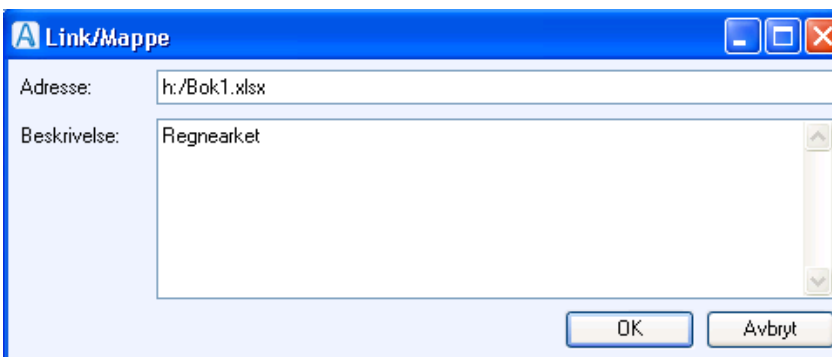 Link/Mappe
Adresse: h:/Bok1.xlsx
Beskrivelse: Regnearket
OK Avbryt